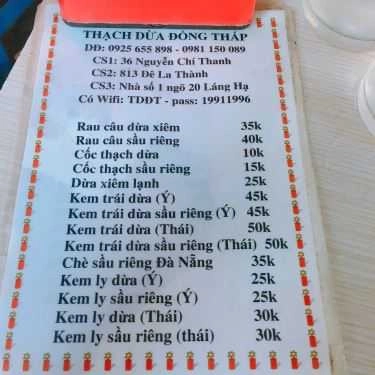 THẠCH DỪA ĐỒNG THÁP
DĐ: 0925 655 898 - 0981 150 089
CS1: 36 Nguyễn Chí Thanh
CS2: 813 Đê La Thành
CS3: Nhà số 1 ngõ 20 Láng Hạ
Có Wifi: TDĐT - pass: 19911996
Rau câu dừa xiêm 35k
Rau câu sầu riêng 40k
Cốc thạch dừa 10k
Cốc thạch sầu riêng 15k
Dừa xiêm lạnh 25k
Kem trái dừa (Ý) 45k
Kem trái dừa sầu riêng (Ý) 45k
Kem trái dừa (Thái) 50k
Kem trái dừa sầu riêng (Thái) 50k
Chè sầu riêng Đà Nẵng 35k
Kem ly dừa (Ý) 25k
Kem ly sầu riêng (Ý) 25k
Kem ly dừa (Thái) 30k
Kem ly sầu riêng (thái) 30k